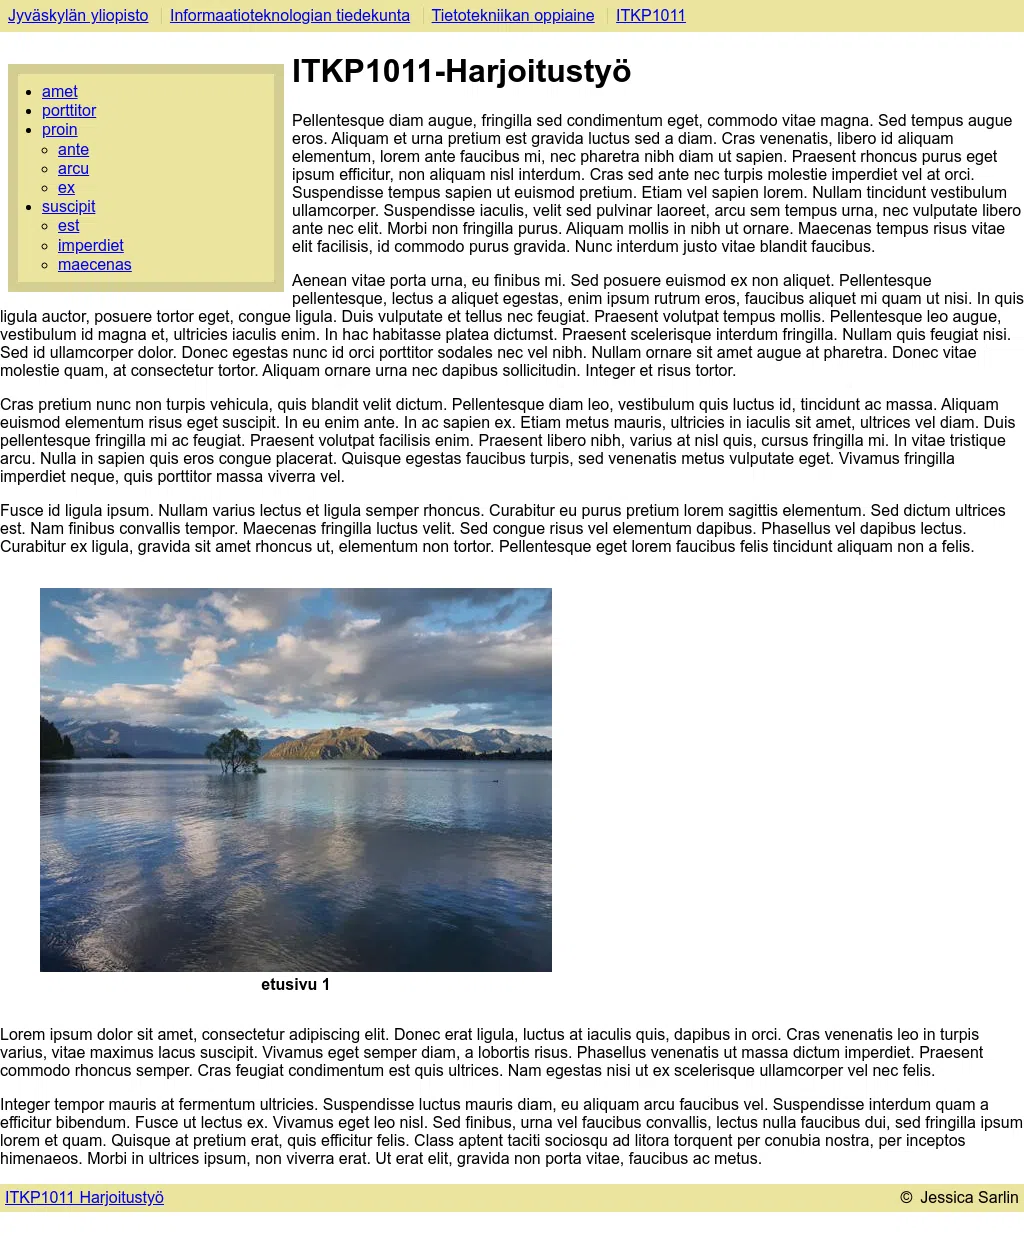 Jyväskylän yliopisto Informaatioteknologian tiedekunta Tietotekniikan oppiaine ITKP1011
amet
porttitor
proin
ante
arcu
ex
suscipit
est
imperdiet
maecenas
ITKP1011-Harjoitustyö
Pellentesque diam augue, fringilla sed condimentum eget, commodo vitae magna. Sed tempus augue
eros. Aliquam et urna pretium est gravida luctus sed a diam. Cras venenatis, libero id aliquam
elementum, lorem ante faucibus mi, nec pharetra nibh diam ut sapien. Praesent rhoncus purus eget
ipsum efficitur, non aliquam nisl interdum. Cras sed ante nec turpis molestie imperdiet vel at orci.
Suspendisse tempus sapien ut euismod pretium. Etiam vel sapien lorem. Nullam tincidunt vestibulum
ullamcorper. Suspendisse iaculis, velit sed pulvinar laoreet, arcu sem tempus urna, nec vulputate libero
ante nec elit. Morbi non fringilla purus. Aliquam mollis in nibh ut ornare. Maecenas tempus risus vitae
elit facilisis, id commodo purus gravida. Nunc interdum justo vitae blandit faucibus.
Aenean vitae porta urna, eu finibus mi. Sed posuere euismod ex non aliquet. Pellentesque
pellentesque, lectus a aliquet egestas, enim ipsum rutrum eros, faucibus aliquet mi quam ut nisi. In quis
ligula auctor, posuere tortor eget, congue ligula. Duis vulputate et tellus nec feugiat. Praesent volutpat tempus mollis. Pellentesque leo augue,
vestibulum id magna et, ultricies iaculis enim. In hac habitasse platea dictumst. Praesent scelerisque interdum fringilla. Nullam quis feugiat nisi.
Sed id ullamcorper dolor. Donec egestas nunc id orci porttitor sodales nec vel nibh. Nullam ornare sit amet augue at pharetra. Donec vitae
molestie quam, at consectetur tortor. Aliquam ornare urna nec dapibus sollicitudin. Integer et risus tortor.
Cras pretium nunc non turpis vehicula, quis blandit velit dictum. Pellentesque diam leo, vestibulum quis luctus id, tincidunt ac massa. Aliquam
euismod elementum risus eget suscipit. In eu enim ante. In ac sapien ex. Etiam metus mauris, ultricies in iaculis sit amet, ultrices vel diam. Duis
pellentesque fringilla mi ac feugiat. Praesent volutpat facilisis enim. Praesent libero nibh, varius at nisl quis, cursus fringilla mi. In vitae tristique
arcu. Nulla in sapien quis eros congue placerat. Quisque egestas faucibus turpis, sed venenatis metus vulputate eget. Vivamus fringilla
imperdiet neque, quis porttitor massa viverra vel.
Fusce id ligula ipsum. Nullam varius lectus et ligula semper rhoncus. Curabitur eu purus pretium lorem sagittis elementum. Sed dictum ultrices
est. Nam finibus convallis tempor. Maecenas fringilla luctus velit. Sed congue risus vel elementum dapibus. Phasellus vel dapibus lectus.
Curabitur ex ligula, gravida sit amet rhoncus ut, elementum non tortor. Pellentesque eget lorem faucibus felis tincidunt aliquam non a felis.
etusivu 1
Lorem ipsum dolor sit amet, consectetur adipiscing elit. Donec erat ligula, luctus at iaculis quis, dapibus in orci. Cras venenatis leo in turpis
varius, vitae maximus lacus suscipit. Vivamus eget semper diam, a lobortis risus. Phasellus venenatis ut massa dictum imperdiet. Praesent
commodo rhoncus semper. Cras feugiat condimentum est quis ultrices. Nam egestas nisi ut ex scelerisque ullamcorper vel nec felis.
Integer tempor mauris at fermentum ultricies. Suspendisse luctus mauris diam, eu aliquam arcu faucibus vel. Suspendisse interdum quam a
efficitur bibendum. Fusce ut lectus ex. Vivamus eget leo nisl. Sed finibus, urna vel faucibus convallis, lectus nulla faucibus dui, sed fringilla ipsum
lorem et quam. Quisque at pretium erat, quis efficitur felis. Class aptent taciti sociosqu ad litora torquent per conubia nostra, per inceptos
himenaeos. Morbi in ultrices ipsum, non viverra erat. Ut erat elit, gravida non porta vitae, faucibus ac metus.
ITKP1011 Harjoitustyö © Jessica Sarlin